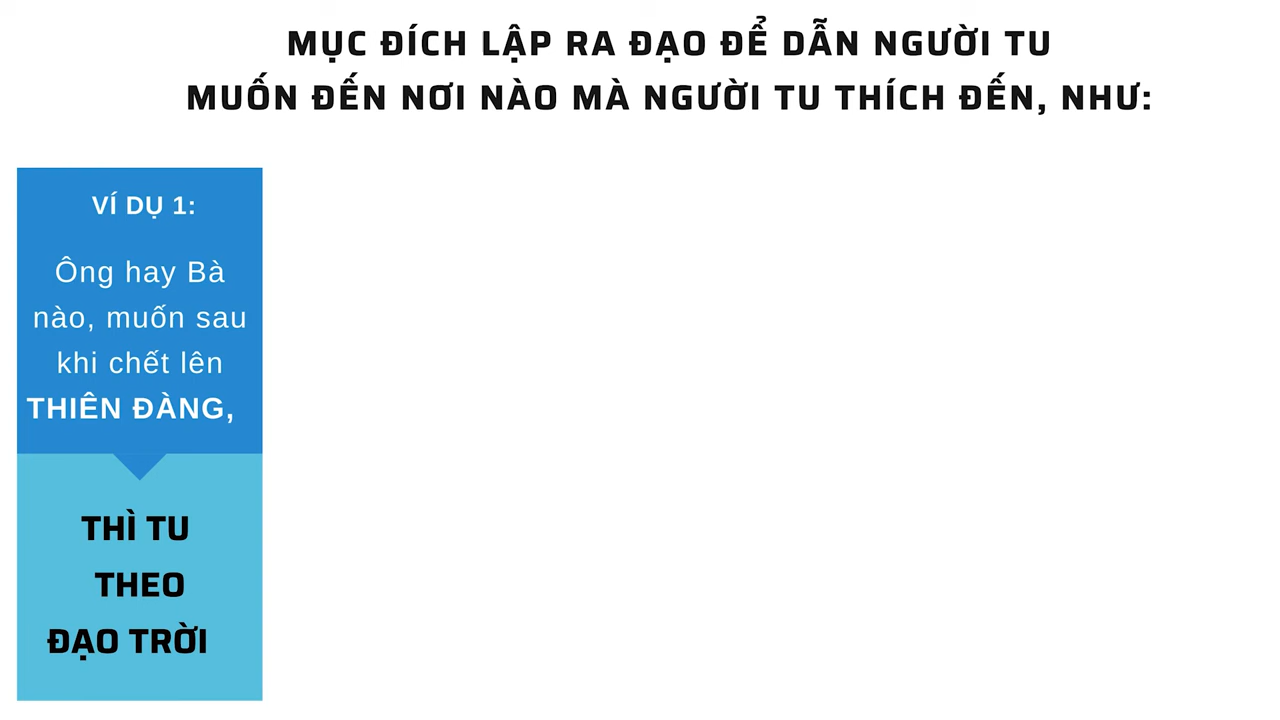 MỤC ĐÍCH LẬP RA ĐẠO ĐỂ DẪN NGƯỜI TU
MUỐN ĐẾN NƠI NÀO MÀ NGƯỜI TU THÍCH ĐẾN, NHƯ:
VÍ DỤ 1:
Ông hay Bà
nào, muốn sau
khi chết lên
THIÊN ĐÀNG,
THÌ TU
THEO
ĐẠO TRỜI